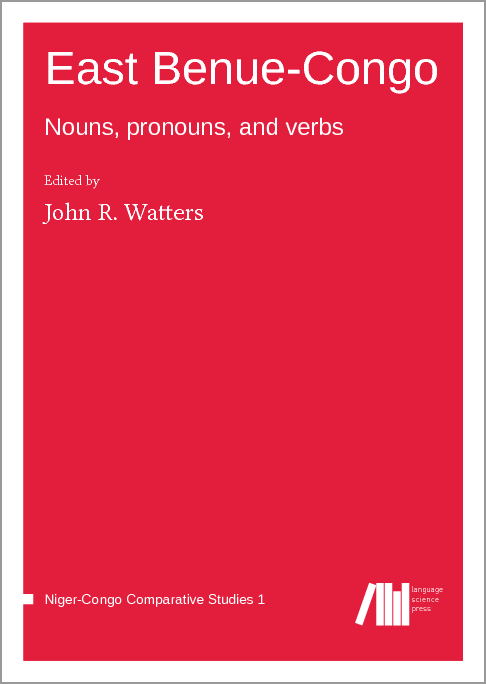 East Benue-Congo
Nouns, pronouns, and verbs
Edited by
John R. Watters
Niger-Congo Comparative Studies 1
language
science
press